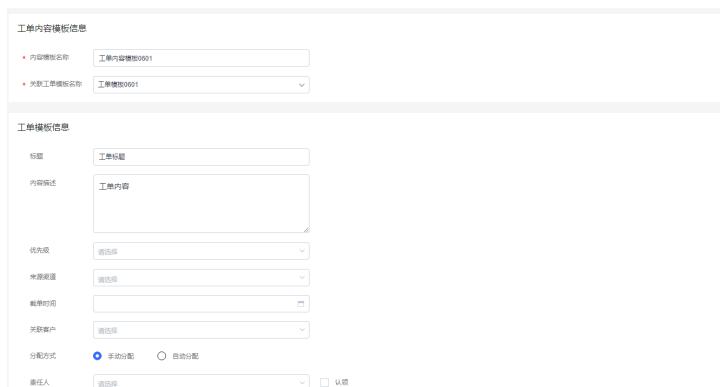 工单内容模板信息
* 内容模板名称 工单内容模板0601
* 关联工单模板名称 工单模板0601
工单模板信息
标题 工单标题
内容描述 工单内容
优先级 请选择
来源渠道 请选择
截单时间
关联客户 请选择
分配方式 手动分配 自动分配
责任人 请选择 认领